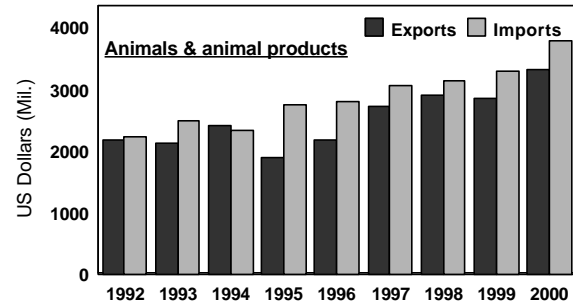 4000
3000
2000
1000
0
US Dollars (Mil.)
Animals & animal products
Exports Imports
1992 1993 1994 1995 1996 1997 1998 1999 2000